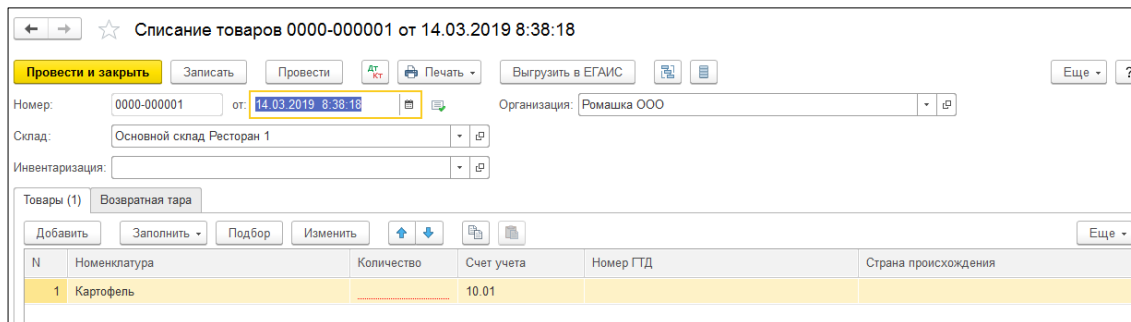 Списание товаров 0000-000001 от 14.03.2019 8:38:18
Провести и закрыть Записать Провести Дт Кт Печать Выгрузить в ЕГАИС Еще ?
Номер: 0000-000001 от: 14.03.2019 8:38:18 Организация: Ромашка ООО
Склад: Основной склад Ресторан 1
Инвентаризация:
Товары (1) Возвратная тара
Добавить Заполнить Подбор Изменить Еще
N Номенклатура Количество Счет учета Номер ГТД Страна происхождения
1 Картофель 10.01